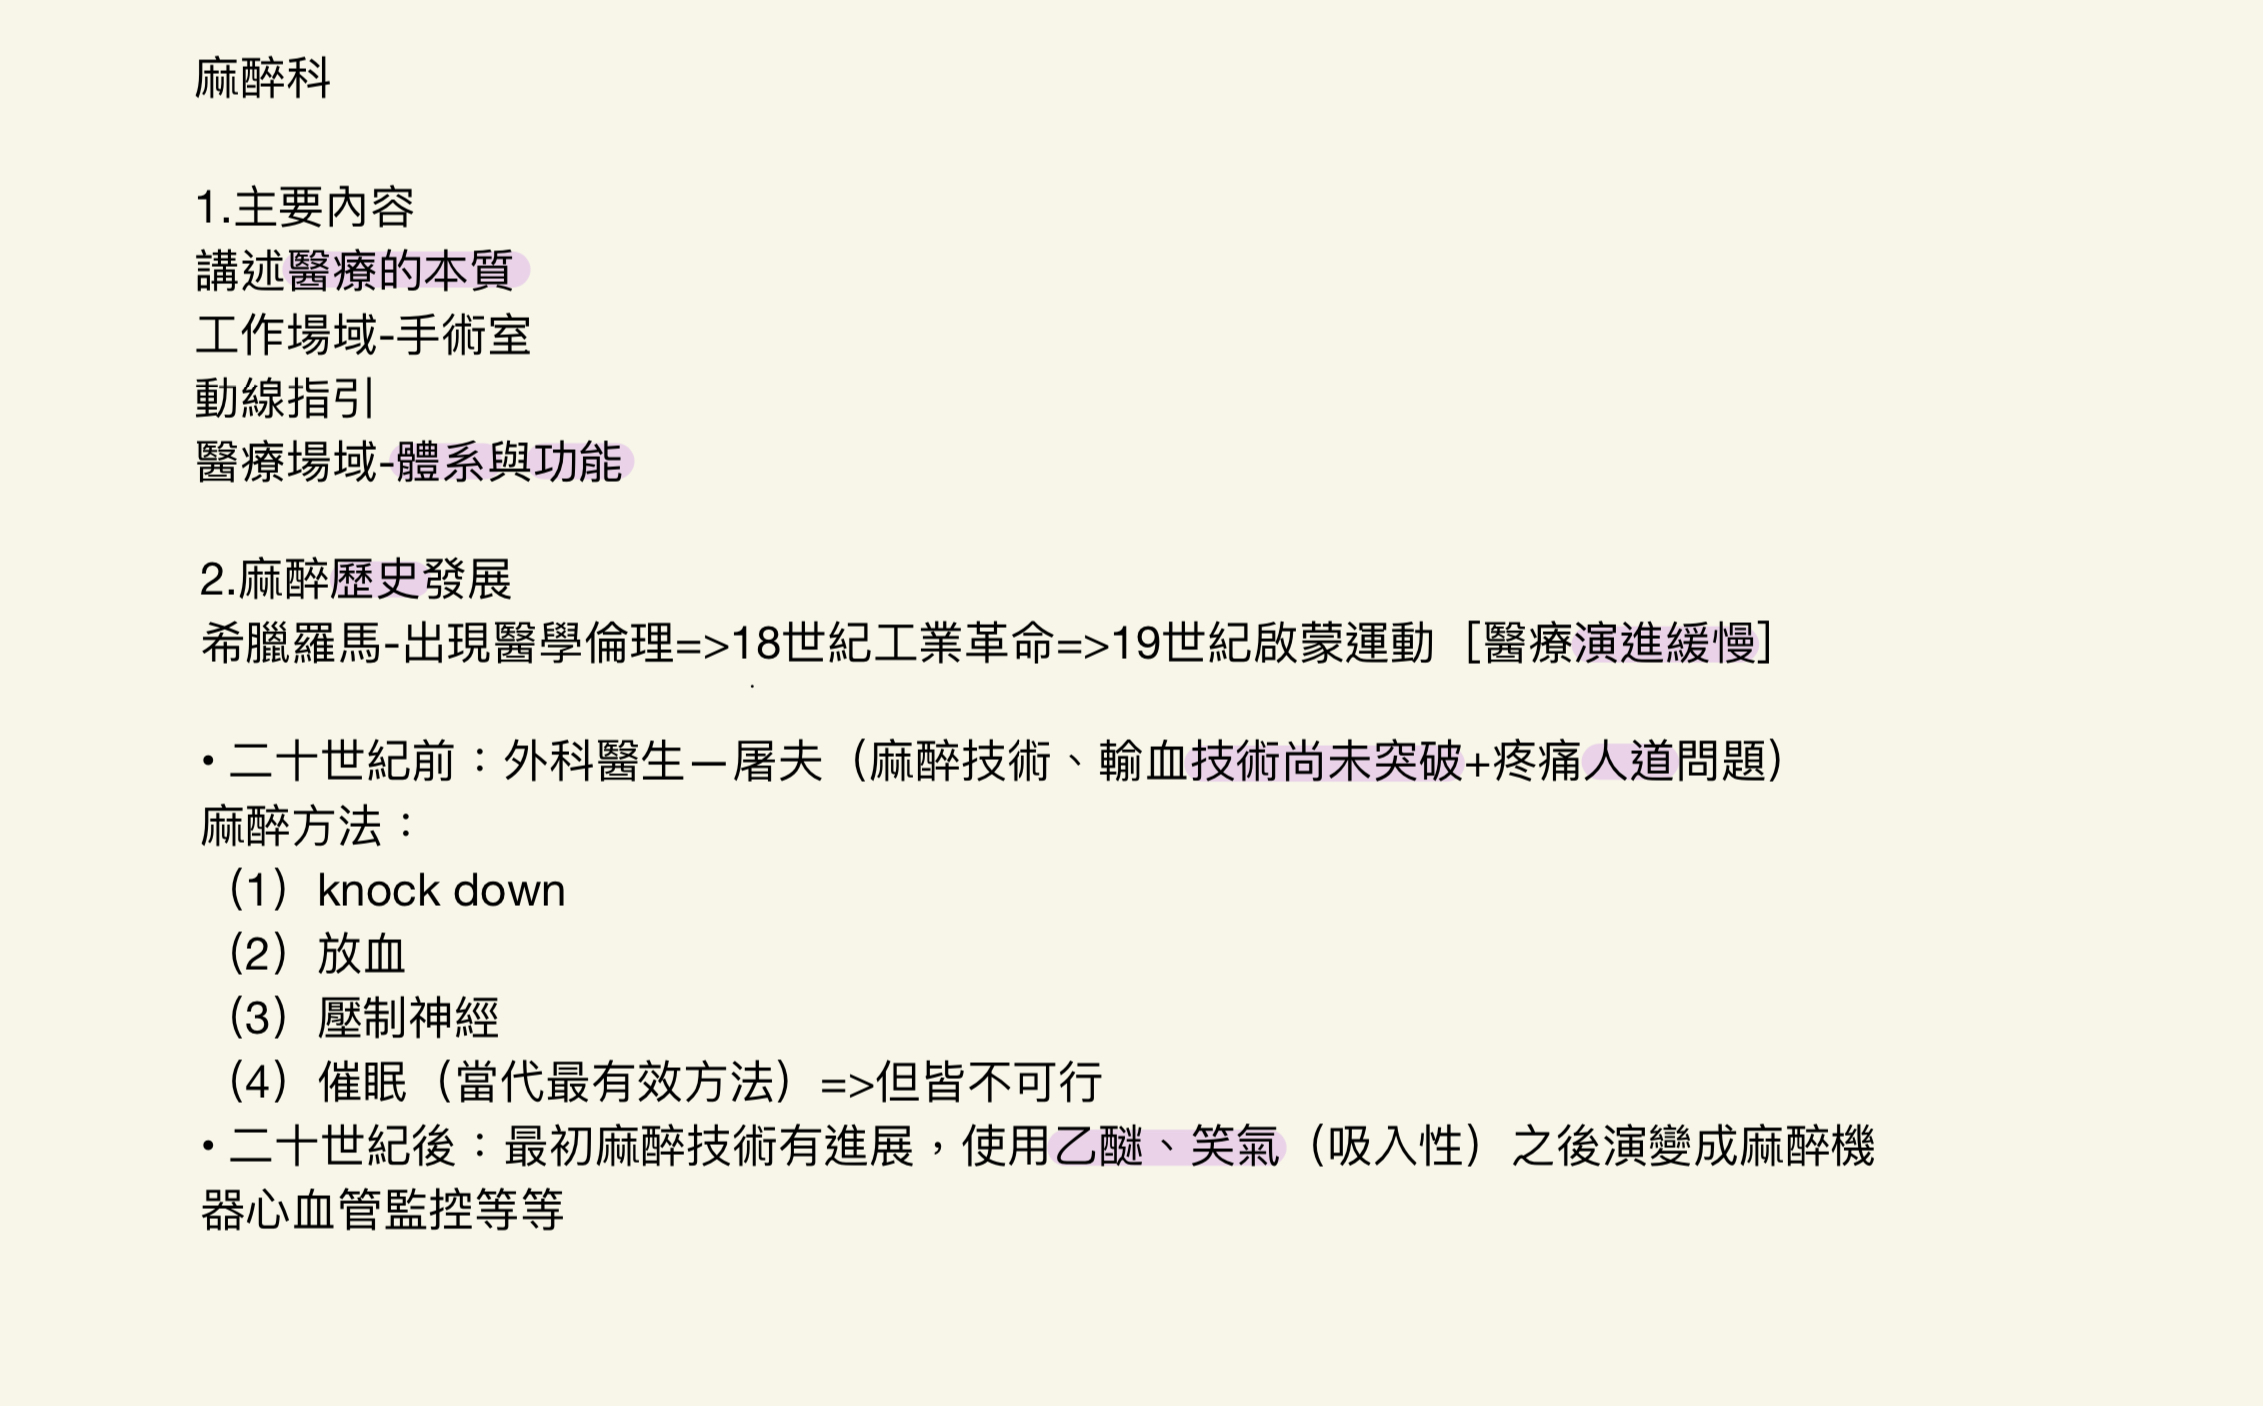 麻醉科
1.主要內容
講述醫療的本質
工作場域-手術室
動線指引
醫療場域-體系與功能
2.麻醉歷史發展
希臘羅馬-出現醫學倫理=>18世紀工業革命=>19世紀啟蒙運動［醫療演進緩慢］
• 二十世紀前：外科醫生－屠夫（麻醉技術、輸血技術尚未突破+疼痛人道問題）
麻醉方法：
（1）knock down
（2）放血
（3）壓制神經
（4）催眠（當代最有效方法）=>但皆不可行
• 二十世紀後：最初麻醉技術有進展，使用乙醚、笑氣（吸入性）之後演變成麻醉機
器心血管監控等等